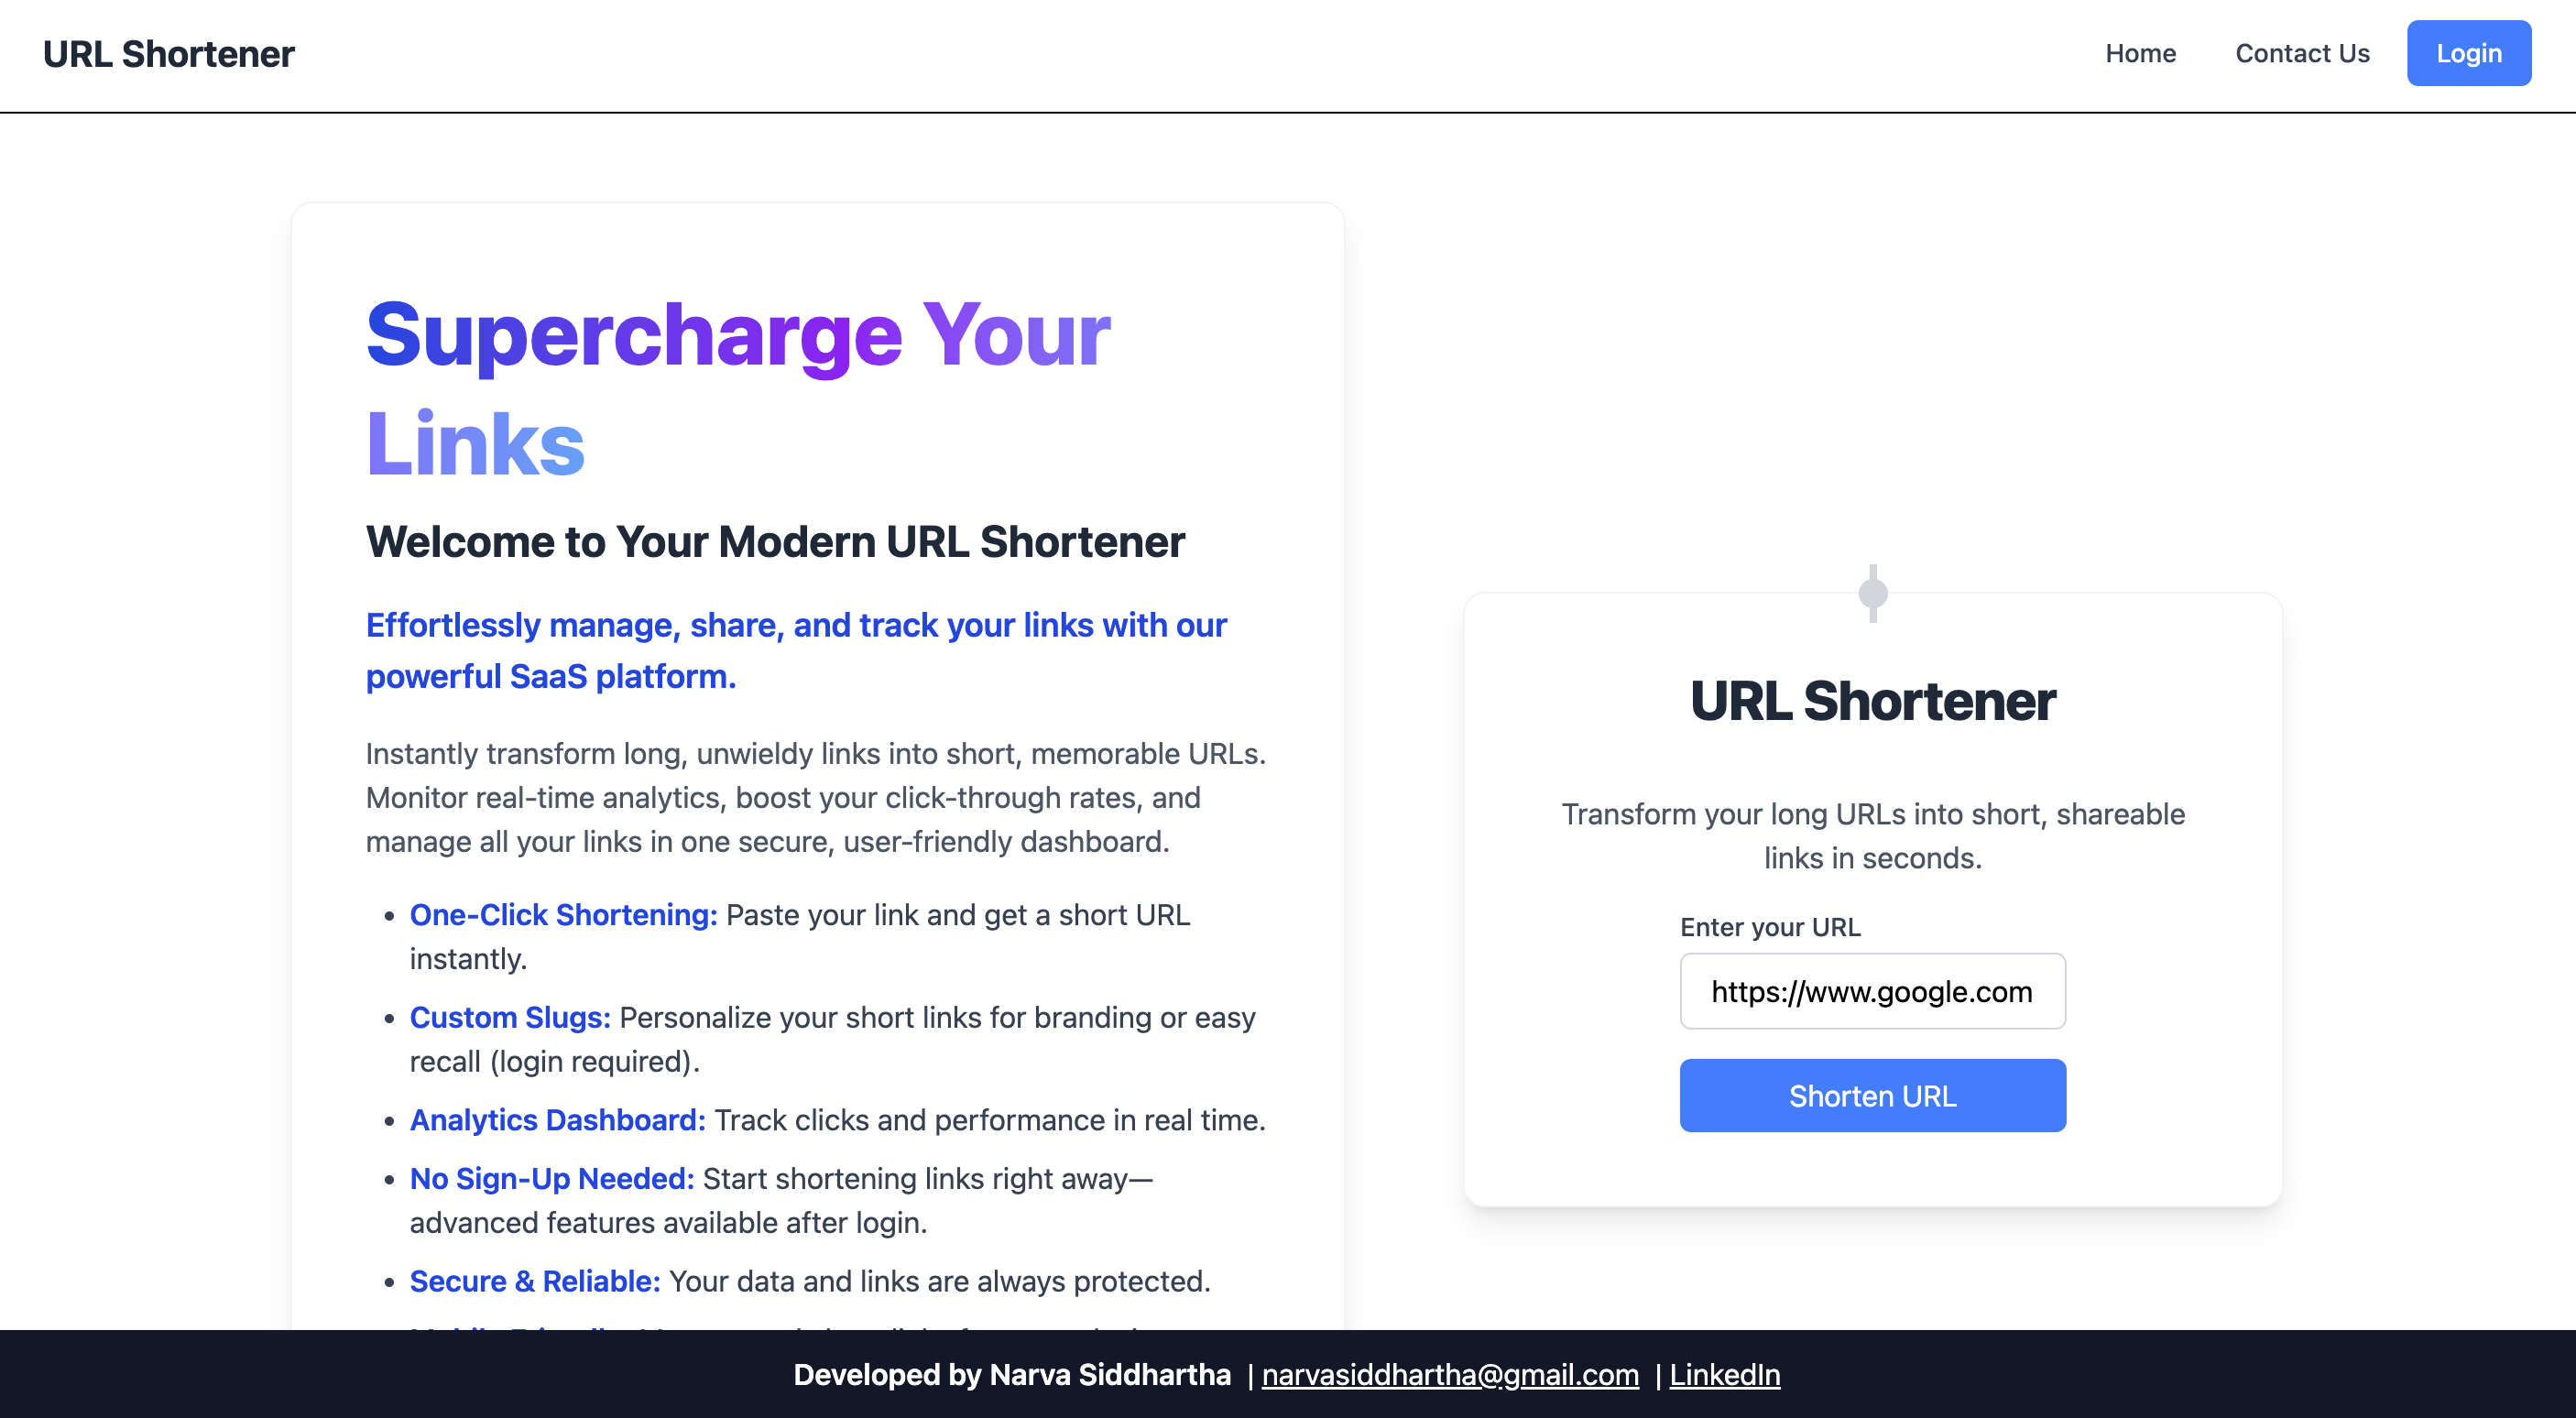 URL Shortener
Home
Contact Us
Login
Supercharge Your
Links
Welcome to Your Modern URL Shortener
Effortlessly manage, share, and track your links with our
powerful SaaS platform.
Instantly transform long, unwieldy links into short, memorable URLs.
Monitor real-time analytics, boost your click-through rates, and
manage all your links in one secure, user-friendly dashboard.
• One-Click Shortening: Paste your link and get a short URL
instantly.
• Custom Slugs: Personalize your short links for branding or easy
recall (login required).
• Analytics Dashboard: Track clicks and performance in real time.
• No Sign-Up Needed: Start shortening links right away—
advanced features available after login.
• Secure & Reliable: Your data and links are always protected.
URL Shortener
Transform your long URLs into short, shareable
links in seconds.
Enter your URL
https://www.google.com
Shorten URL
Developed by Narva Siddhartha | narvasiddhartha@gmail.com | LinkedIn